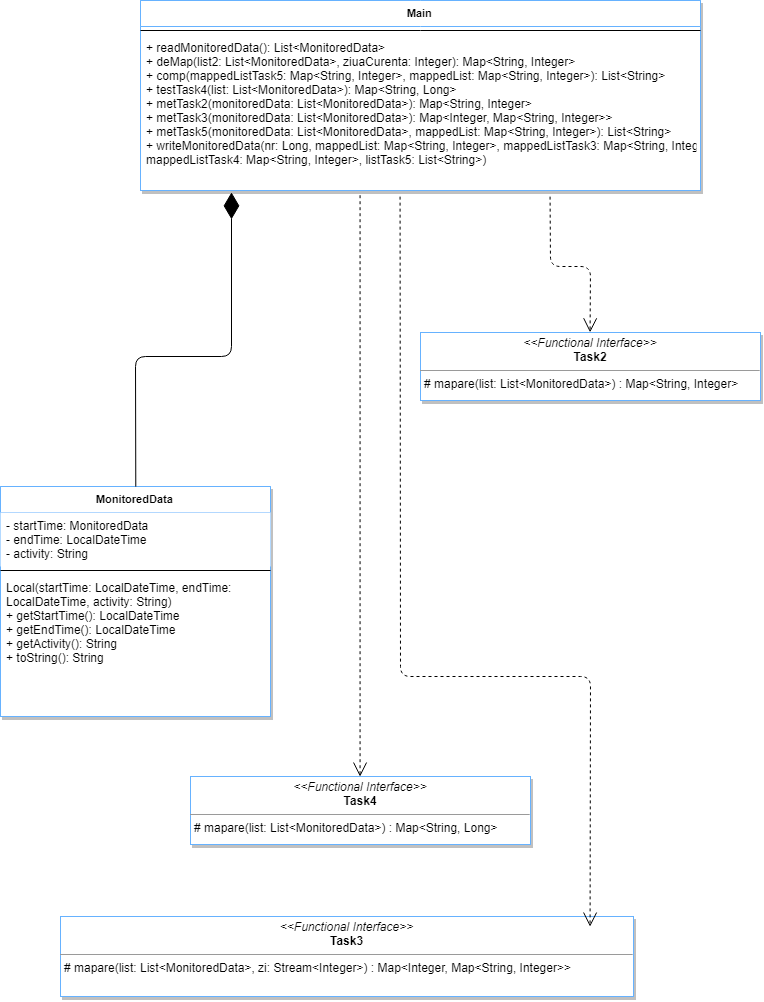 Main
+ readMonitoredData(): List<MonitoredData>
+ deMap(list2: List<MonitoredData>, ziuaCurenta: Integer): Map<String, Integer>
+ comp(mappedListTask5: Map<String, Integer>, mappedList: Map<String, Integer>): List<String>
+ testTask4(list: List<MonitoredData>): Map<String, Long>
+ metTask2(monitoredData: List<MonitoredData>): Map<String, Integer>
+ metTask3(monitoredData: List<MonitoredData>): Map<Integer, Map<String, Integer>>
+ metTask5(monitoredData: List<MonitoredData>, mappedList: Map<String, Integer>): List<String>
+ writeMonitoredData(nr: Long, mappedList: Map<String, Integer>, mappedListTask3: Map<String, Integ
mappedListTask4: Map<String, Integer>, listTask5: List<String>)
<<Functional Interface>>
Task2
# mapare(list: List<MonitoredData>) : Map<String, Integer>
MonitoredData
- startTime: MonitoredData
- endTime: LocalDateTime
- activity: String
Local(startTime: LocalDateTime, endTime:
LocalDateTime, activity: String)
+ getStartTime(): LocalDateTime
+ getEndTime(): LocalDateTime
+ getActivity(): String
+ toString(): String
<<Functional Interface>>
Task4
# mapare(list: List<MonitoredData>) : Map<String, Long>
<<Functional Interface>>
Task3
# mapare(list: List<MonitoredData>, zi: Stream<Integer>) : Map<Integer, Map<String, Integer>>